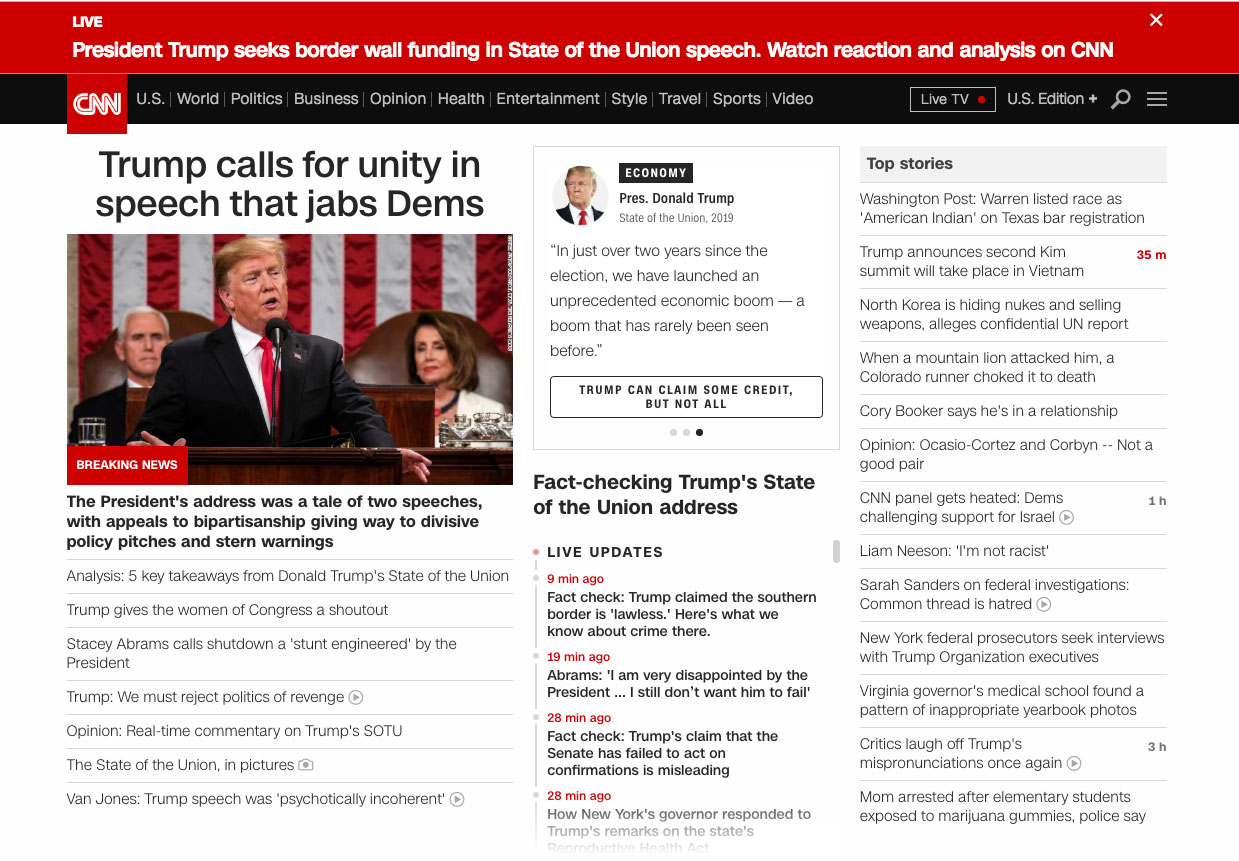 LIVE
President Trump seeks border wall funding in State of the Union speech. Watch reaction and analysis on CNN
CNN
U.S. World Politics Business Opinion Health Entertainment Style Travel Sports Video
Live TV
U.S. Edition +
Trump calls for unity in
speech that jabs Dems
BREAKING NEWS
The President's address was a tale of two speeches,
with appeals to bipartisanship giving way to divisive
policy pitches and stern warnings
Analysis: 5 key takeaways from Donald Trump's State of the Union
Trump gives the women of Congress a shoutout
Stacey Abrams calls shutdown a 'stunt engineered' by the
President
Trump: We must reject politics of revenge
Opinion: Real-time commentary on Trump's SOTU
The State of the Union, in pictures
Van Jones: Trump speech was 'psychotically incoherent'
ECONOMY
Pres. Donald Trump
State of the Union, 2019
“In just over two years since the
election, we have launched an
unprecedented economic boom — a
boom that has rarely been seen
before.”
TRUMP CAN CLAIM SOME CREDIT,
BUT NOT ALL
Fact-checking Trump's State
of the Union address
LIVE UPDATES
9 min ago
Fact check: Trump claimed the southern
border is 'lawless.' Here's what we
know about crime there.
19 min ago
Abrams: 'I am very disappointed by the
President ... I still don’t want him to fail'
28 min ago
Fact check: Trump's claim that the
Senate has failed to act on
confirmations is misleading
28 min ago
How New York's governor responded to
Trump's remarks on the state's
Reproductive Health Act
Top stories
Washington Post: Warren listed race as
'American Indian' on Texas bar registration
Trump announces second Kim
summit will take place in Vietnam
35 m
North Korea is hiding nukes and selling
weapons, alleges confidential UN report
When a mountain lion attacked him, a
Colorado runner choked it to death
Cory Booker says he's in a relationship
Opinion: Ocasio-Cortez and Corbyn -- Not a
good pair
CNN panel gets heated: Dems
challenging support for Israel
1 h
Liam Neeson: 'I'm not racist'
Sarah Sanders on federal investigations:
Common thread is hatred
New York federal prosecutors seek interviews
with Trump Organization executives
Virginia governor's medical school found a
pattern of inappropriate yearbook photos
Critics laugh off Trump's
mispronunciations once again
3 h
Mom arrested after elementary students
exposed to marijuana gummies, police say